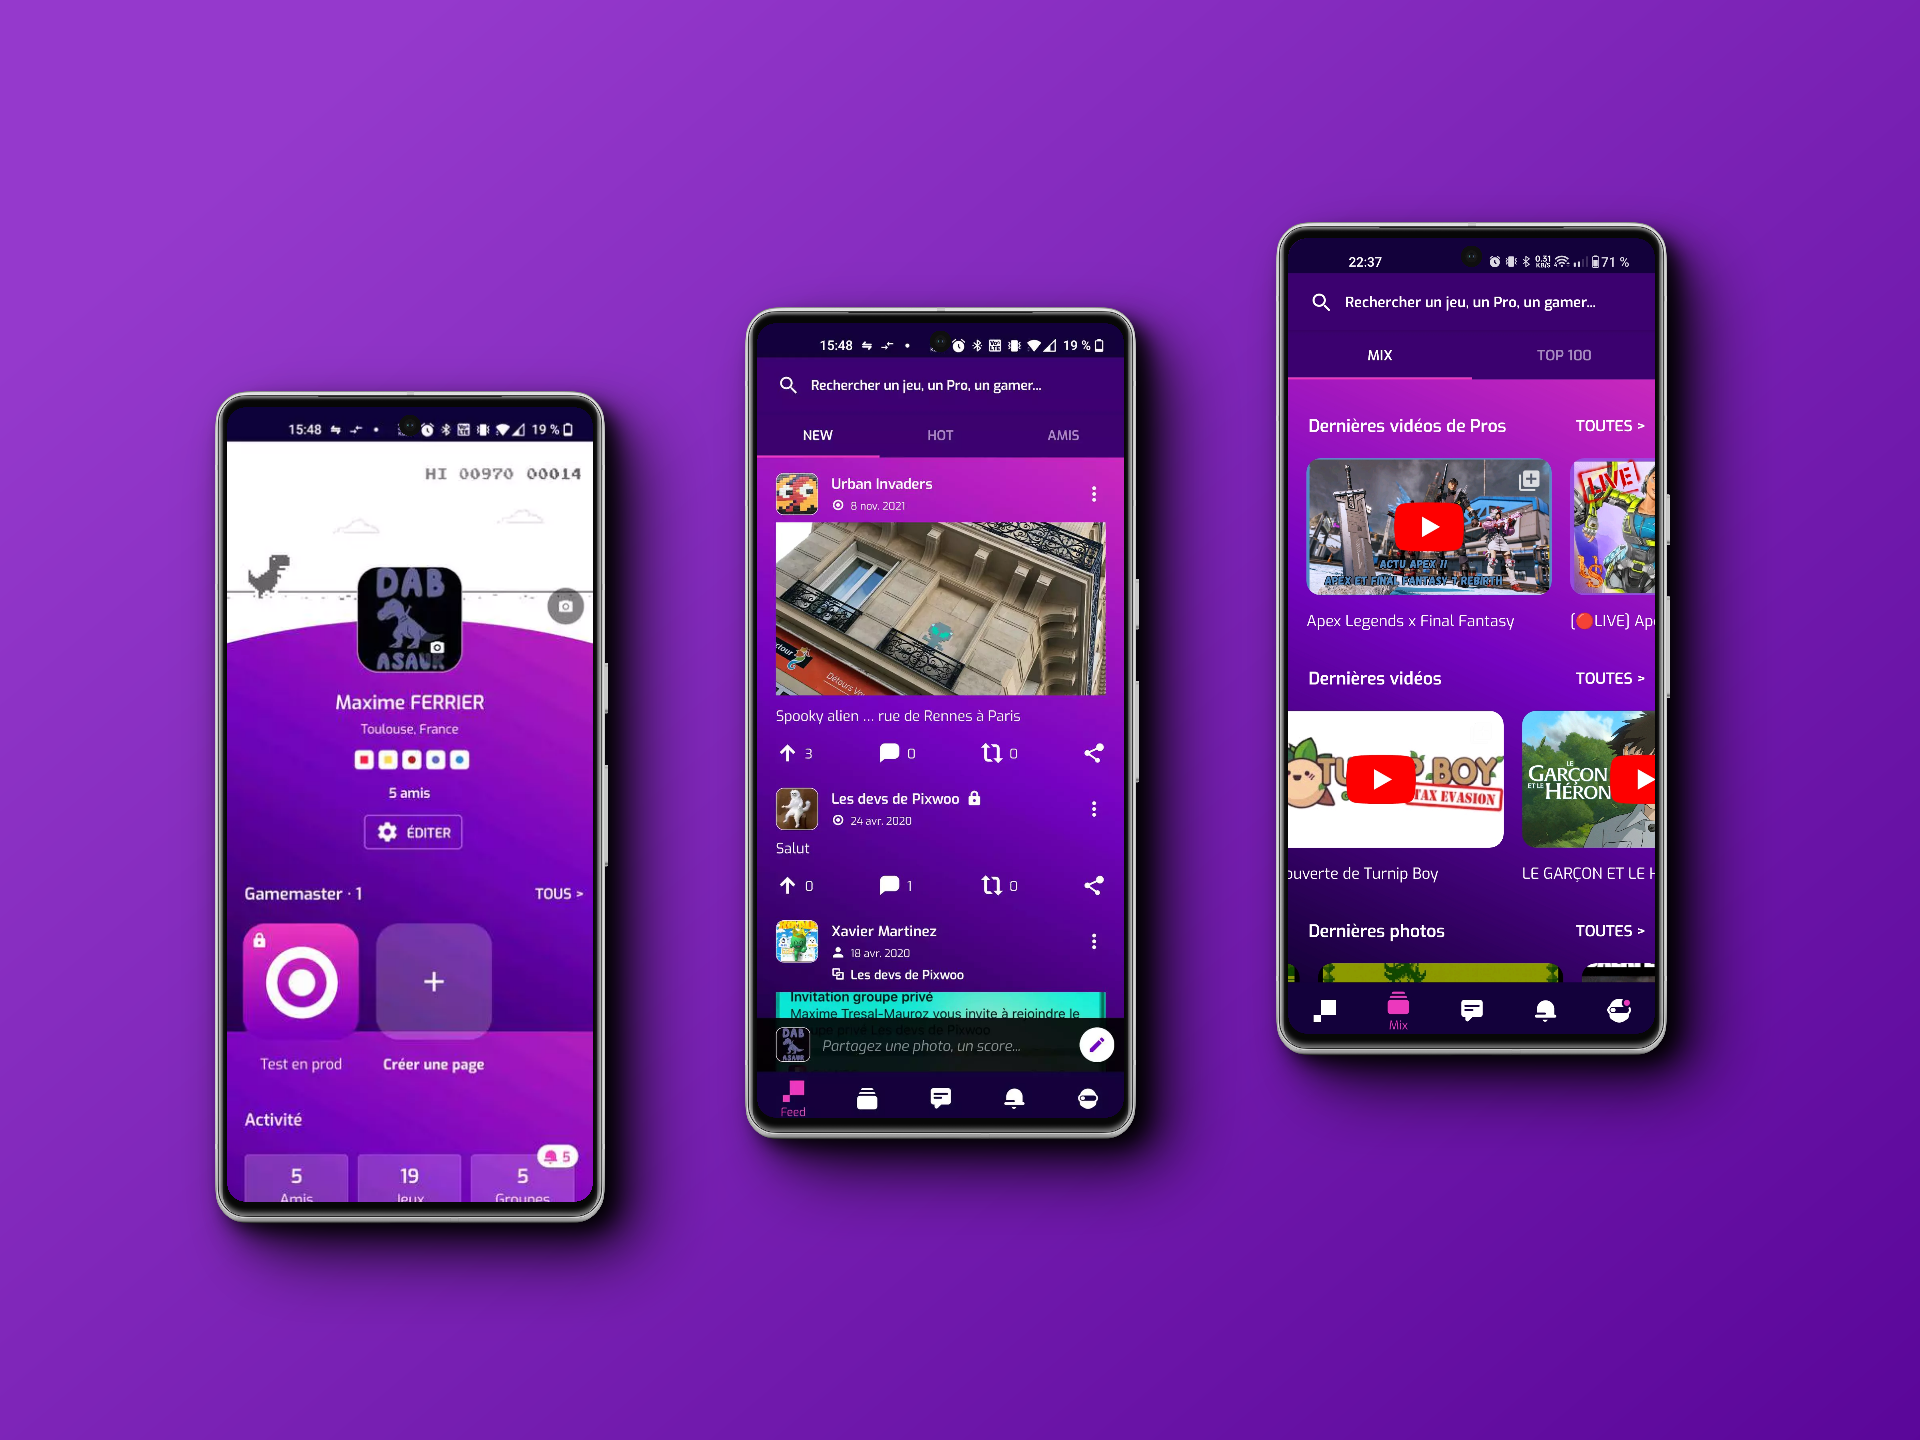 15:48
19 %
HI 00970 00014
DAB
ASAUR
Maxime FERRIER
Toulouse, France
5 amis
ÉDITER
Gamemaster · 1
TOUS >
Test en prod
Créer une page
Activité
5
5
19
5
Amis
Jeux
Groupes
15:48
19 %
Rechercher un jeu, un Pro, un gamer...
NEW
HOT
AMIS
Urban Invaders
8 nov. 2021
Détours
Spooky alien ... rue de Rennes à Paris
3
0
0
Les devs de Pixwoo
24 avr. 2020
Salut
0
1
0
Xavier Martinez
18 avr. 2020
Les devs de Pixwoo
Invitation groupe privé
Maxime Tresal-Mauroz vous invite à rejoindre le
groupe privé Les devs de Pixwoo
DAB
ASAUR
Partagez une photo, un score...
Feed
22:37
0.31
KB/S
71 %
Rechercher un jeu, un Pro, un gamer...
MIX
TOP 100
Dernières vidéos de Pros
TOUTES >
ACTU APEX //
APEX ET FINAL FANTASY 7 REBIRTH
LIVE
Apex Legends x Final Fantasy
[🔴LIVE] Ap
Dernières vidéos
TOUTES >
BOY
TAX EVASION
LE
GARÇON
ET LE
HÉRON
ouverte de Turnip Boy
LE GARÇON ET LE H
Dernières photos
TOUTES >
Mix